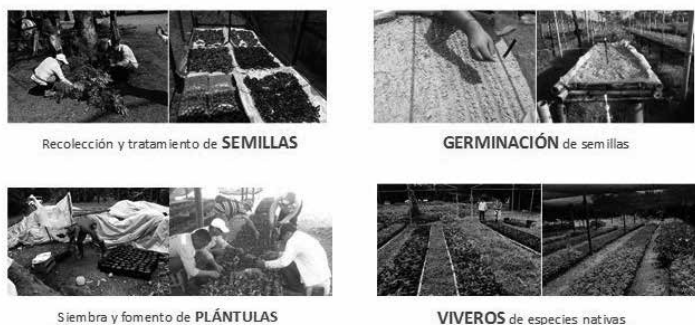 Recolección y tratamiento de SEMILLAS
GERMINACIÓN de semillas
Siembra y fomento de PLÁNTULAS
VIVEROS de especies nativas